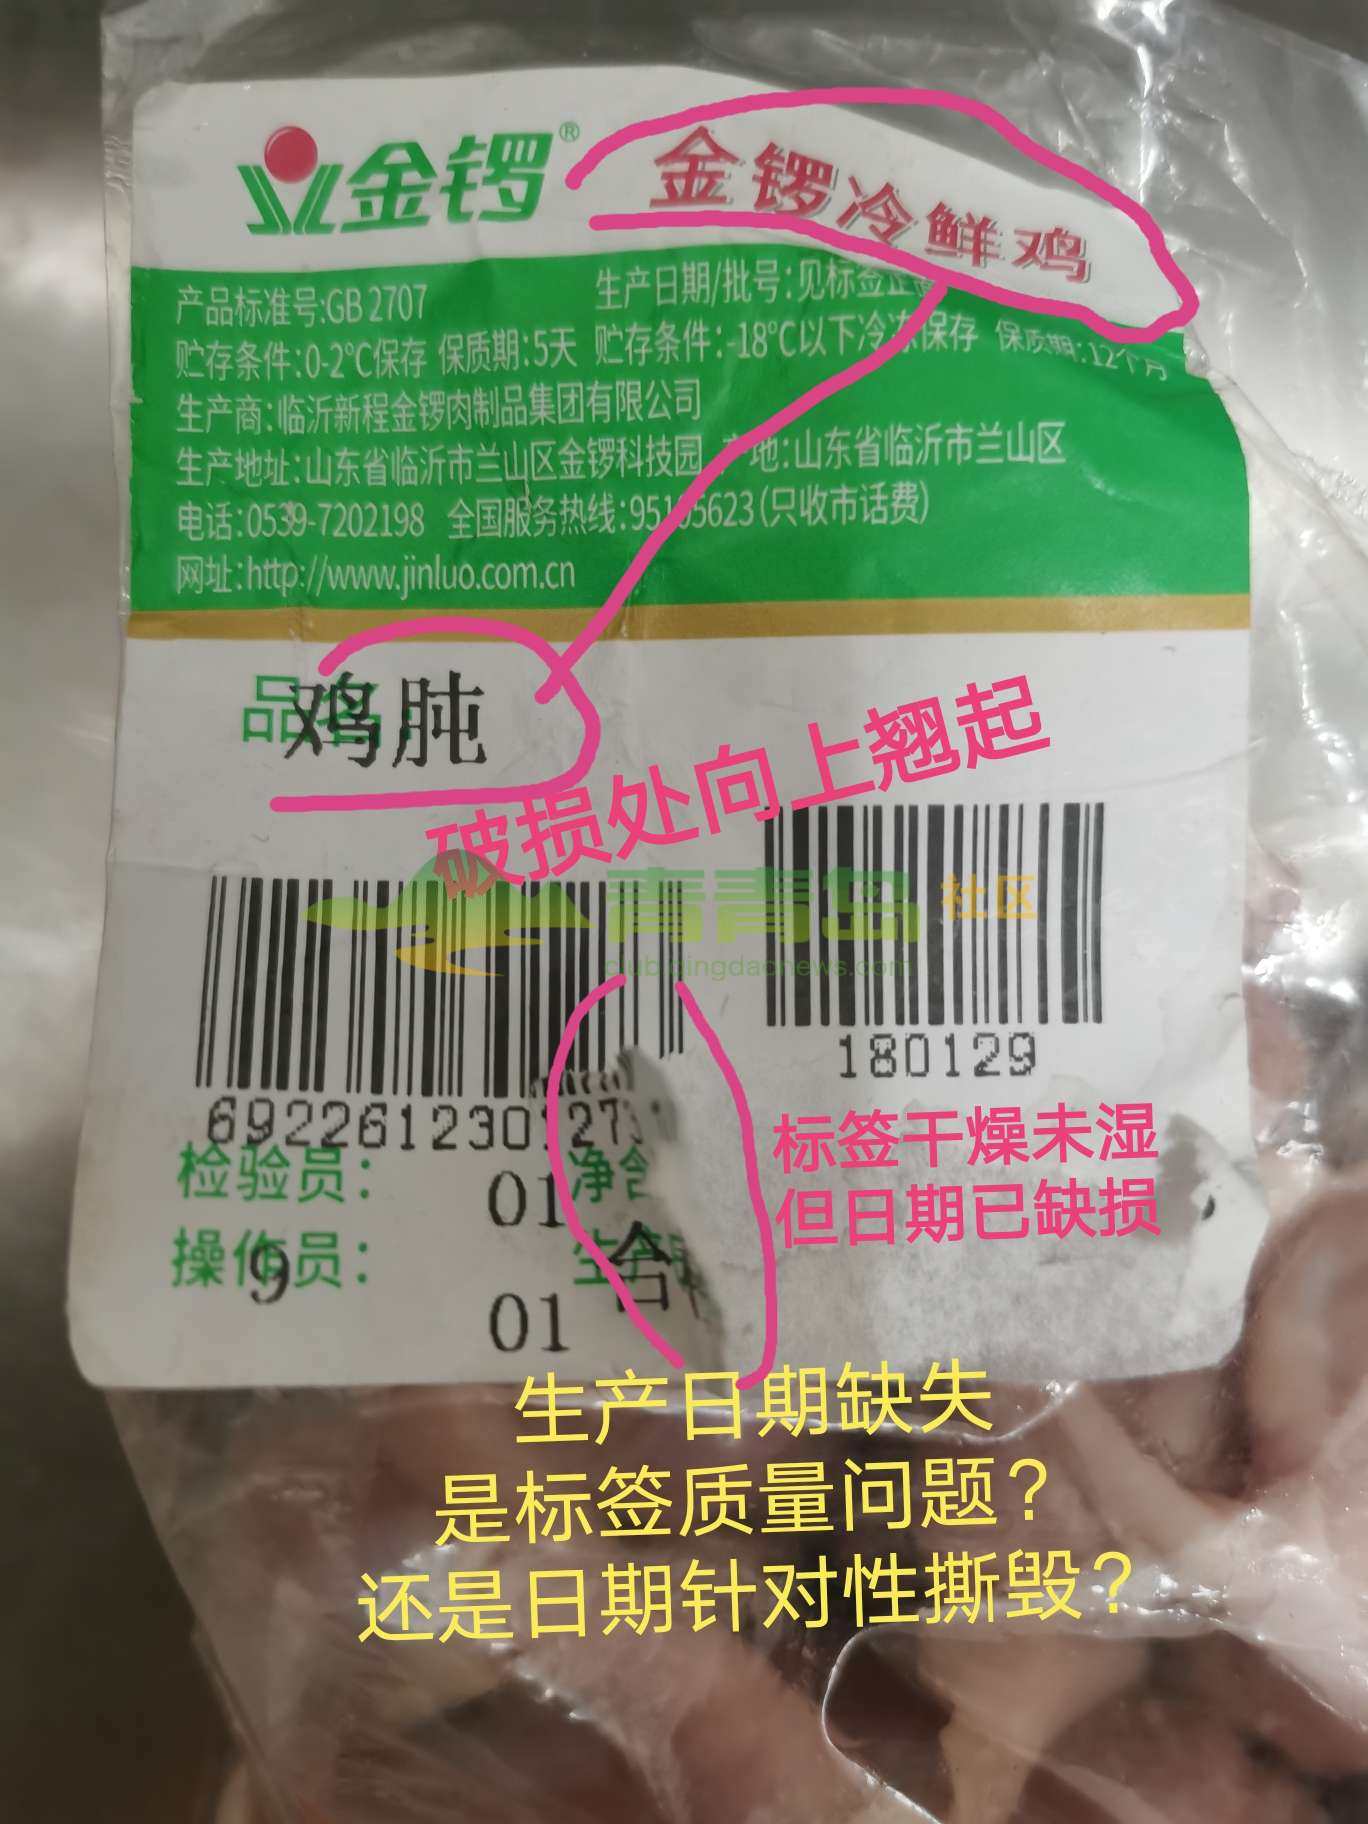 金锣®
金锣冷鲜鸡
产品标准号:GB 2707
生产日期/批号:见标签正
贮存条件:0-2℃保存 保质期:5天 贮存条件:-18℃以下冷冻保存 保质期:12个月
生产商:临沂新程金锣肉制品集团有限公司
生产地址:山东省临沂市兰山区金锣科技园 产地:山东省临沂市兰山区
电话:0539-7202198 全国服务热线:95105623(只收市话费)
网址:http://www.jinluo.com.cn
品名
鸡肫
破损处向上翘起
青青岛 社区
club.qingdaonews.com
180129
692261230127
标签干燥未湿
但日期已缺损
检验员:
01
净含
操作员:
9
生产
合
01
生产日期缺失
是标签质量问题?
还是日期针对性撕毁?